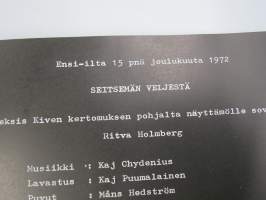 Ensi-ilta 15 pnä joulukuuta 1972
SEITSEMÄN VELJESTÄ
eksis Kiven kertomuksen pohjalta näyttämölle sov
Ritva Holmberg
Musiikki : Kaj Chydenius
Lavastus : Kaj Puumalainen
Puvut : Måns Hedström